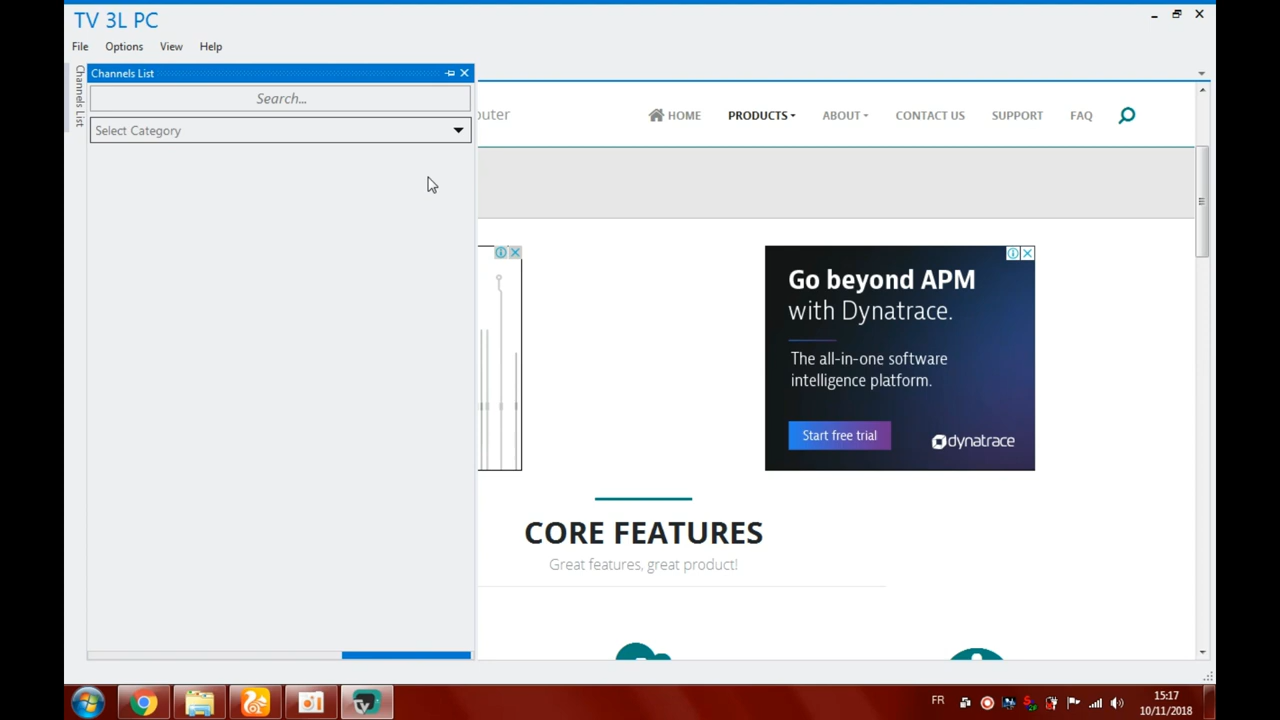 TV 3L PC
File Options View Help
Channels List
Channels List
Search...
Select Category
puter
HOME PRODUCTS ABOUT CONTACT US SUPPORT FAQ
Go beyond APM
with Dynatrace.
The all-in-one software
intelligence platform.
Start free trial
dynatrace
CORE FEATURES
Great features, great product!
FR
15:17
10/11/2018